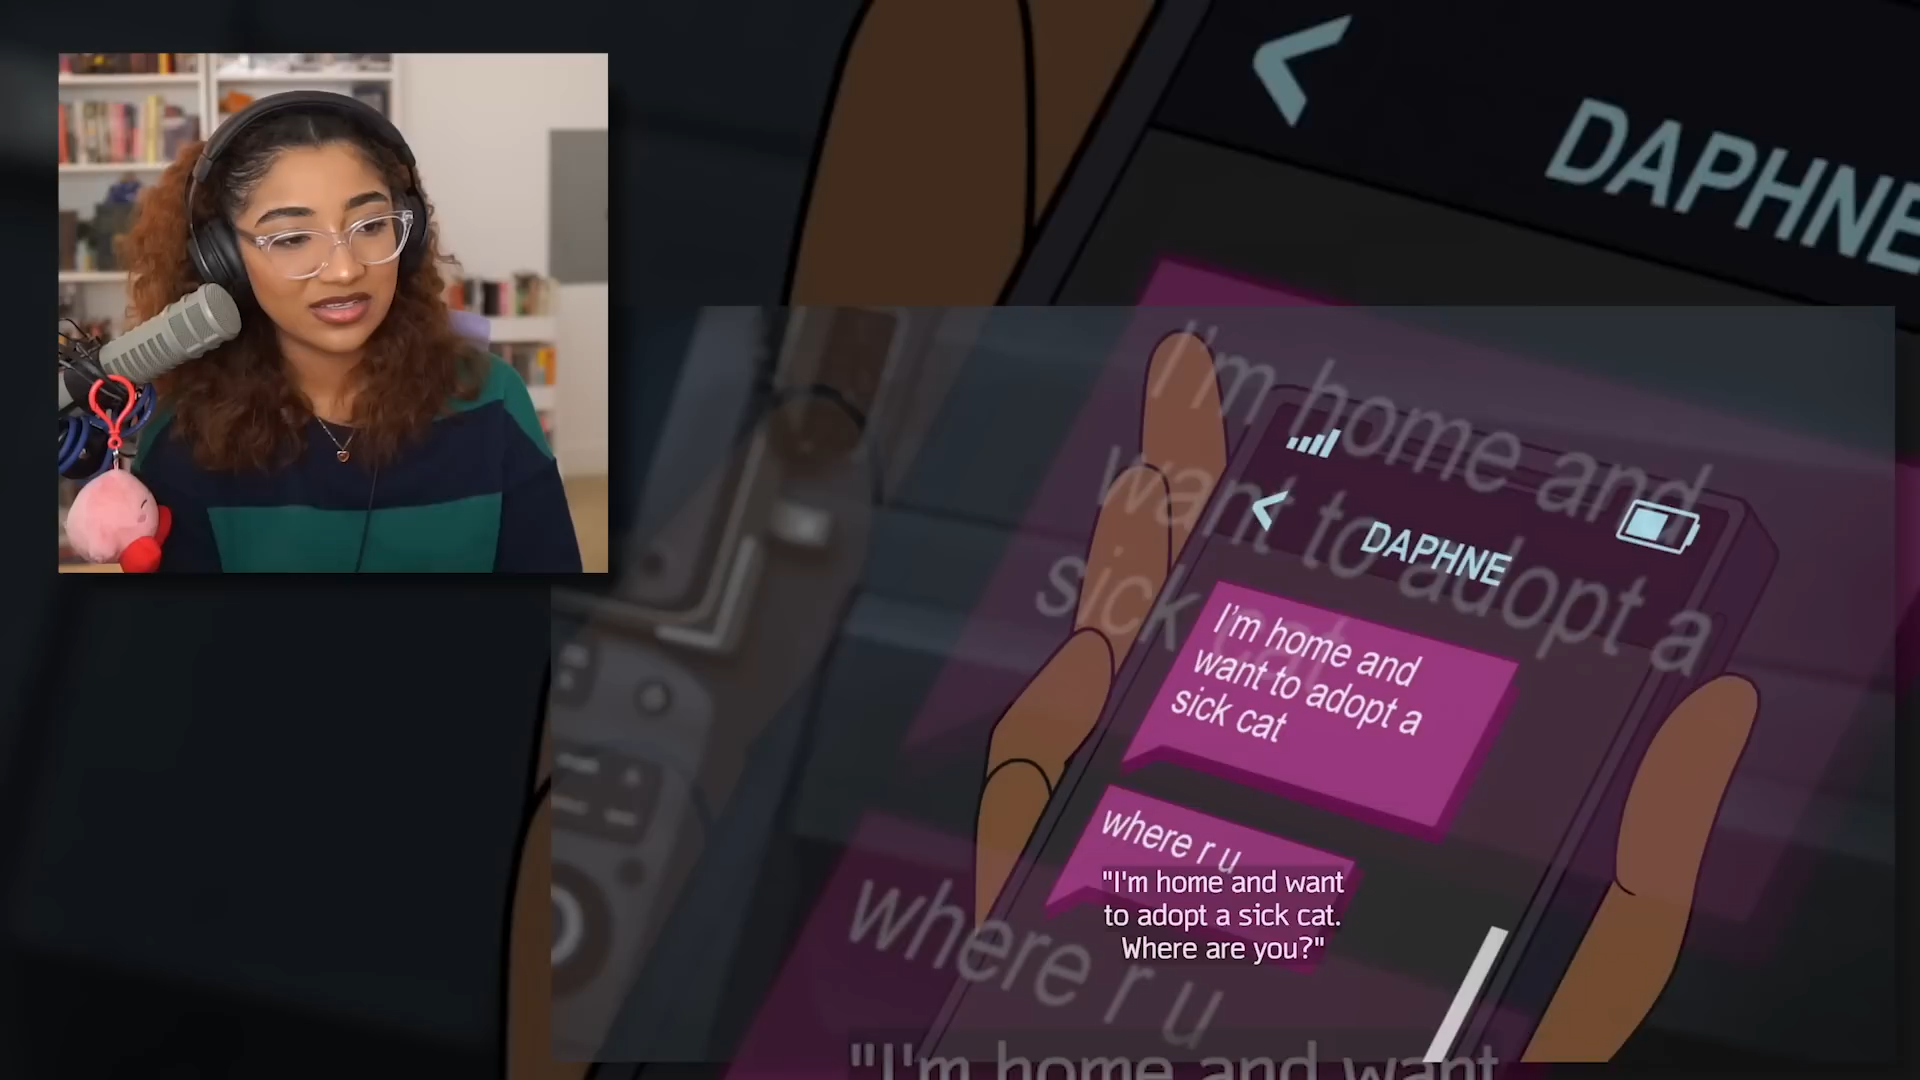 DAPHNE
I'm home and
want to adopt a
sick cat
where r u
"I'm home and want
DAPHNE
I'm home and
want to adopt a
sick cat
where r u
"I'm home and want
to adopt a sick cat.
Where are you?"